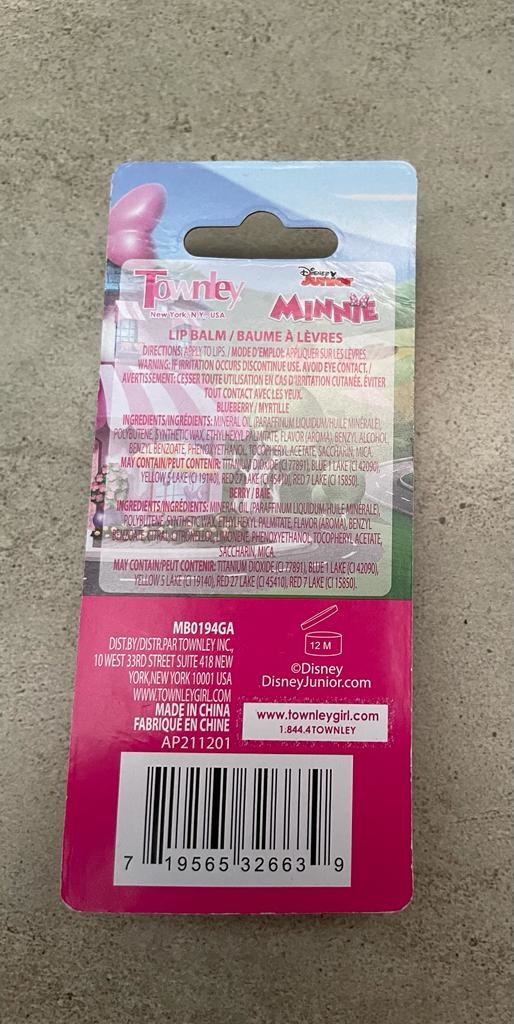 Townley
New York, N.Y., USA
Disney
Junior
MINNIE
LIP BALM / BAUME À LÈVRES
DIRECTIONS: APPLY TO LIPS. / MODE D'EMPLOI: APPLIQUER SUR LES LÈVRES.
WARNING: IF IRRITATION OCCURS DISCONTINUE USE. AVOID EYE CONTACT. /
AVERTISSEMENT: CESSER TOUTE UTILISATION EN CAS D'IRRITATION CUTANÉE. ÉVITER
TOUT CONTACT AVEC LES YEUX.
BLUEBERRY / MYRTILLE
INGREDIENTS/INGRÉDIENTS: MINERAL OIL (PARAFFINUM LIQUIDUM/HUILE MINÉRALE),
POLYBUTENE, SYNTHETIC WAX, ETHYLHEXYL PALMITATE, FLAVOR (AROMA), BENZYL ALCOHOL,
BENZYL BENZOATE, PHENOXYETHANOL, TOCOPHERYL ACETATE, SACCHARIN, MICA.
MAY CONTAIN/PEUT CONTENIR: TITANIUM DIOXIDE (CI 77891), BLUE 1 LAKE (CI 42090),
YELLOW 5 LAKE (CI 19140), RED 27 LAKE (CI 45410), RED 7 LAKE (CI 15850).
BERRY / BAIE
INGREDIENTS/INGRÉDIENTS: MINERAL OIL (PARAFFINUM LIQUIDUM/HUILE MINÉRALE),
POLYBUTENE, SYNTHETIC WAX, ETHYLHEXYL PALMITATE, FLAVOR (AROMA), BENZYL
BENZOATE, CITRAL, CITRONELLOL, LIMONENE, PHENOXYETHANOL, TOCOPHERYL ACETATE,
SACCHARIN, MICA.
MAY CONTAIN/PEUT CONTENIR: TITANIUM DIOXIDE (CI 77891), BLUE 1 LAKE (CI 42090),
YELLOW 5 LAKE (CI 19140), RED 27 LAKE (CI 45410), RED 7 LAKE (CI 15850).
MB0194GA
DIST.BY/DISTR.PAR TOWNLEY INC.,
10 WEST 33RD STREET SUITE 418 NEW
YORK, NEW YORK 10001 USA
WWW.TOWNLEYGIRL.COM
MADE IN CHINA
FABRIQUÉ EN CHINE
AP211201
12 M
©Disney
DisneyJunior.com
www.townleygirl.com
1.844.4TOWNLEY
7 19565 32663 9